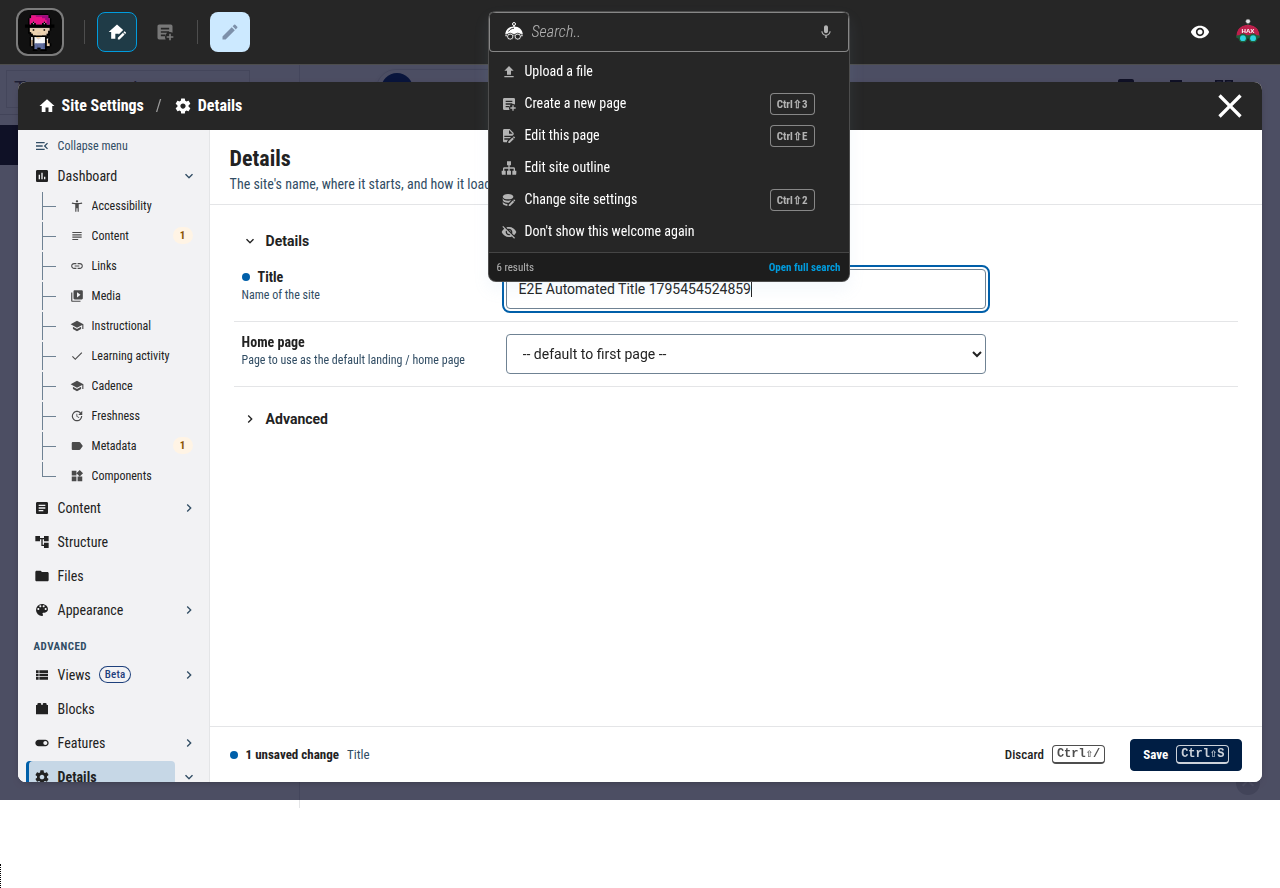 Search..
HAX
Upload a file
Create a new page Ctrl⇧3
Edit this page Ctrl⇧E
Edit site outline
Change site settings Ctrl⇧2
Don't show this welcome again
6 results Open full search
Site Settings / Details
Collapse menu
Dashboard
Accessibility
Content 1
Links
Media
Instructional
Learning activity
Cadence
Freshness
Metadata 1
Components
Content
Structure
Files
Appearance
ADVANCED
Views Beta
Blocks
Features
Details
Details
The site's name, where it starts, and how it
Details
Title
Name of the site
E2E Automated Title 1795454524859
Home page
Page to use as the default landing / home page
-- default to first page --
Advanced
1 unsaved change Title
Discard Ctrl⇧/
Save Ctrl⇧S